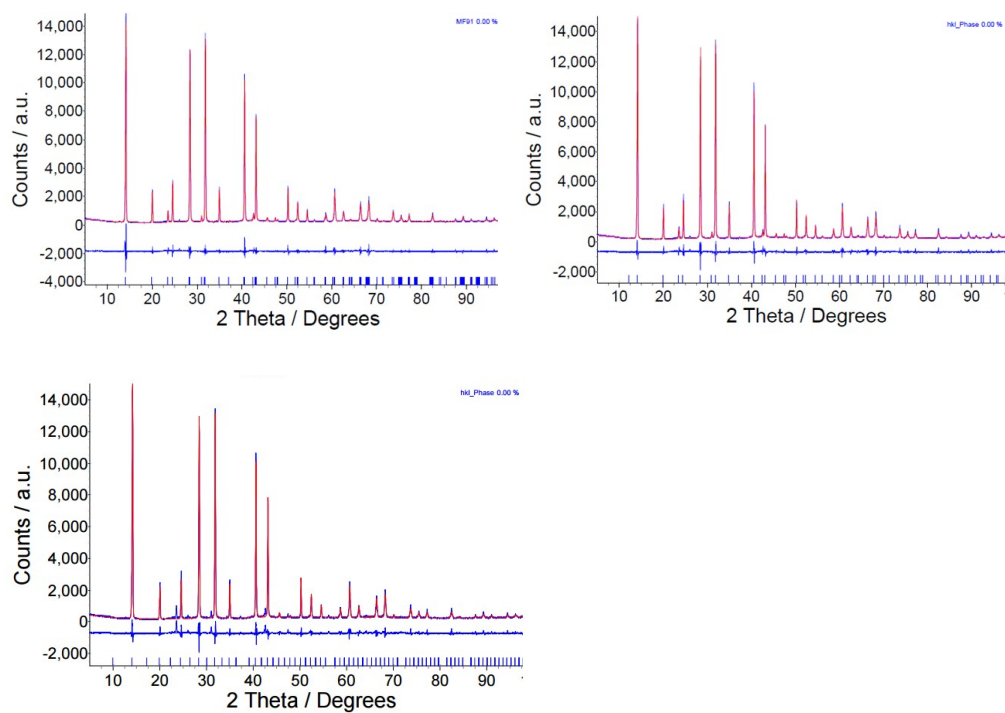 MF91 0.00 %
14,000
12,000
10,000
8,000
6,000
4,000
2,000
0
-2,000
-4,000
Counts / a.u.
10 20 30 40 50 60 70 80 90
2 Theta / Degrees
hkl_Phase 0.00 %
14,000
12,000
10,000
8,000
6,000
4,000
2,000
0
-2,000
Counts / a.u.
10 20 30 40 50 60 70 80 90
2 Theta / Degrees
hkl_Phase 0.00 %
14,000
12,000
10,000
8,000
6,000
4,000
2,000
0
-2,000
Counts / a.u.
10 20 30 40 50 60 70 80 90
2 Theta / Degrees